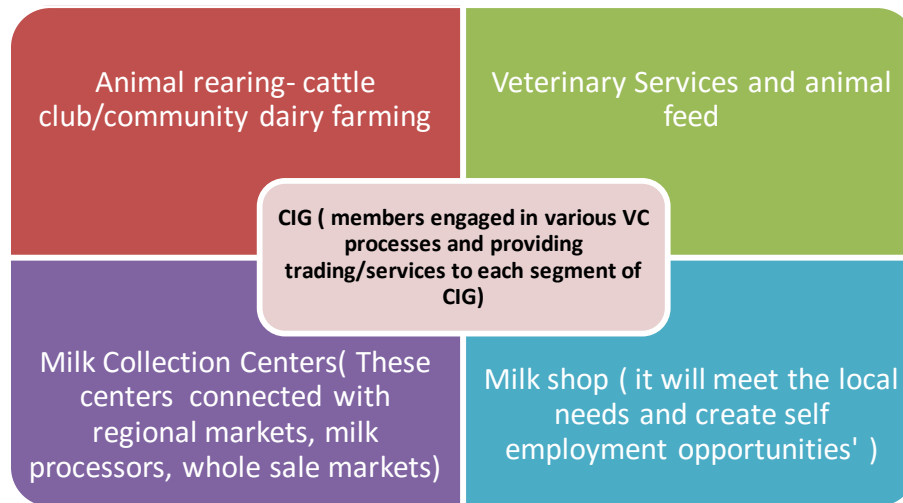 Animal rearing- cattle
club/community dairy farming
Veterinary Services and animal
feed
CIG ( members engaged in various VC
processes and providing
trading/services to each segment of
CIG)
Milk Collection Centers( These
centers connected with
regional markets, milk
processors, whole sale markets)
Milk shop ( it will meet the local
needs and create self
employment opportunities' )